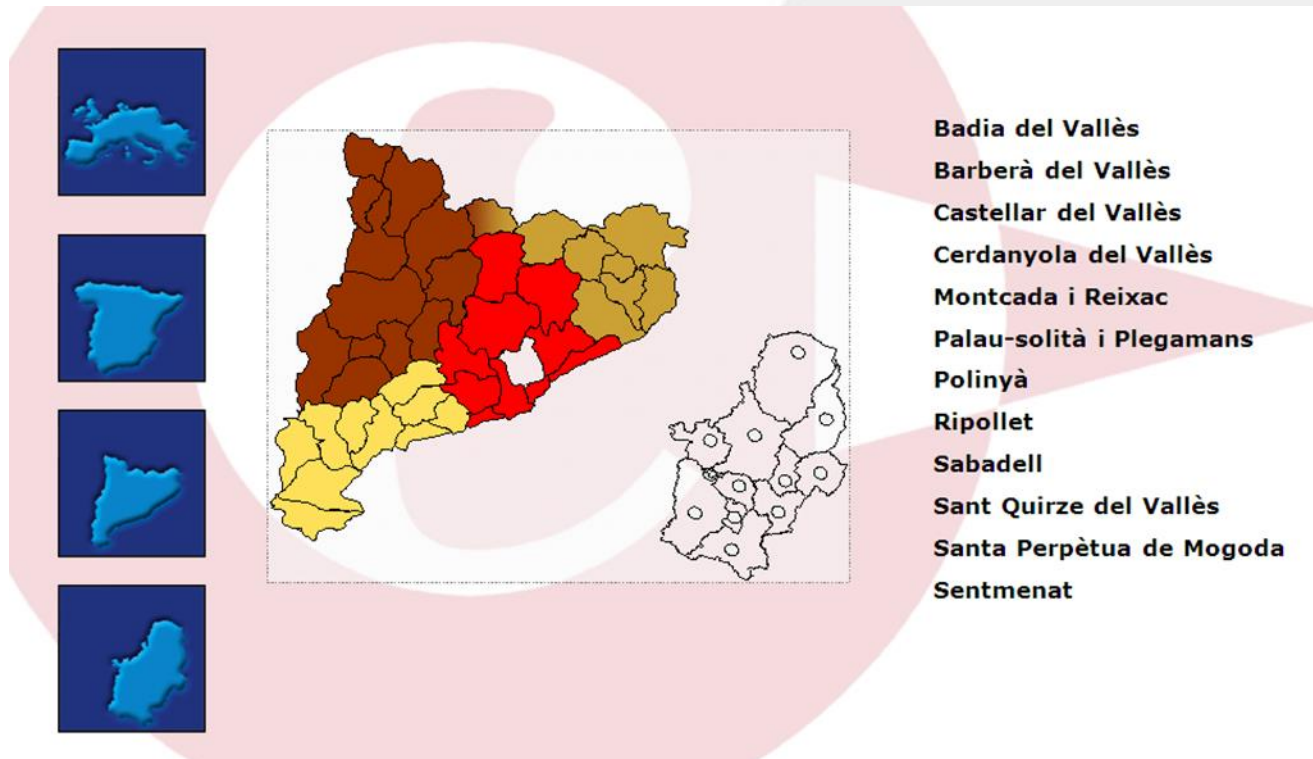 Badia del Vallès
Barberà del Vallès
Castellar del Vallès
Cerdanyola del Vallès
Montcada i Reixac
Palau-solità i Plegamans
Polinyà
Ripollet
Sabadell
Sant Quirze del Vallès
Santa Perpètua de Mogoda
Sentmenat